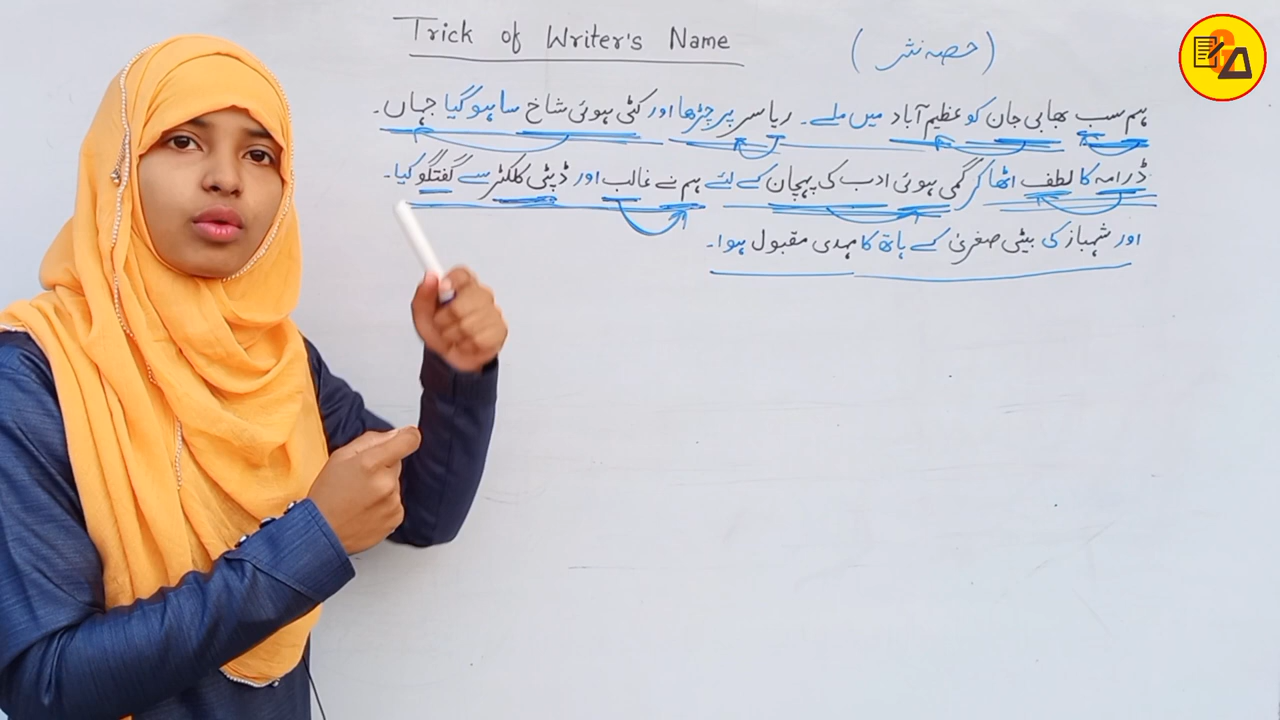 Trick of Writer's Name
(حصہ نثر)
ہم سب بھابی جان کو عظیم آباد میں ملے۔ ریاسی پر چڑھا اور کٹی ہوئی شاخ سا ہو گیا جہاں۔
ڈرامہ کا لطف اٹھا کر گمی ہوئی ادب کی پہچان کے لئے ہم نے غالب اور ڈپٹی کلکٹر سے گفتگو کیا۔
اور شہباز کی بیٹی صغریٰ کے ہاتھ کا مہدی مقبول ہوا۔